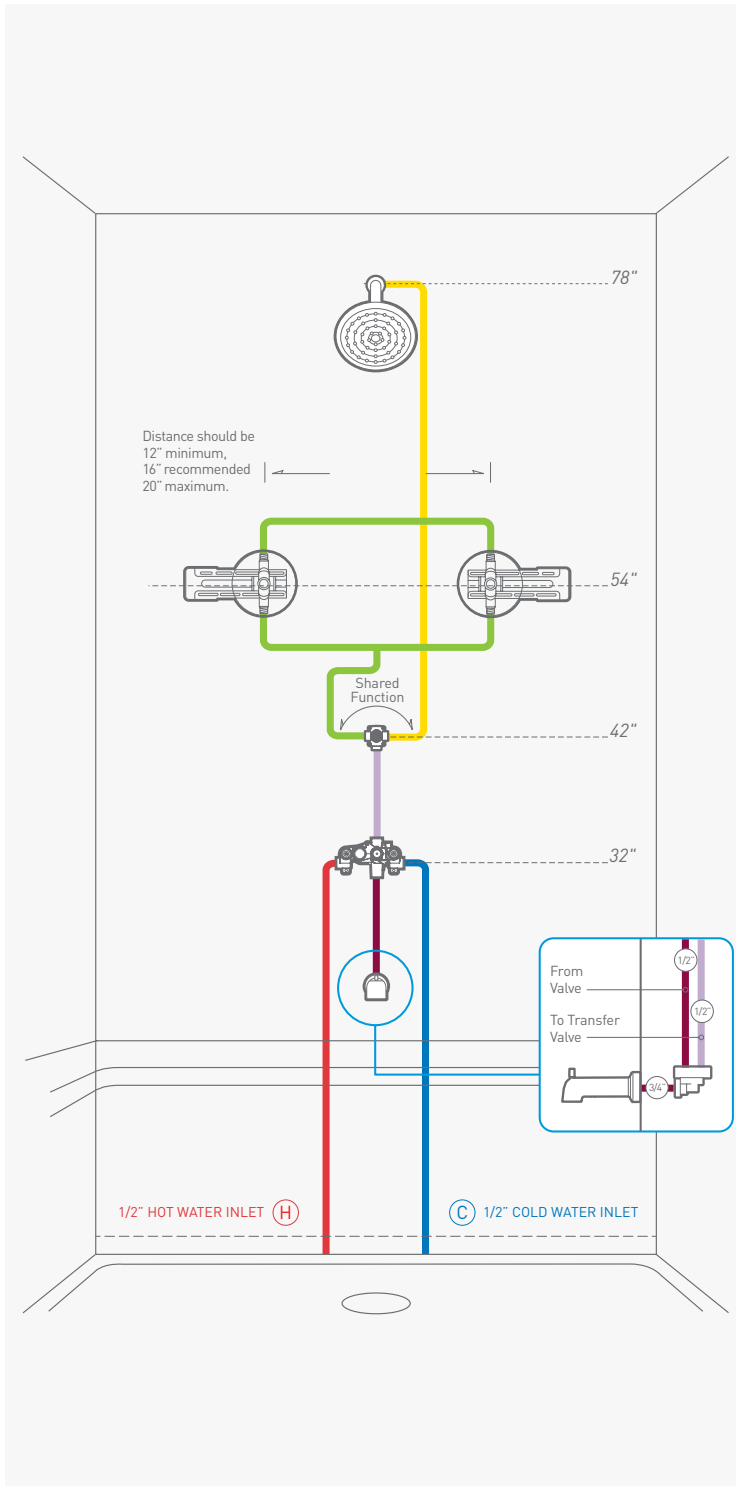 78"
Distance should be
12" minimum,
16" recommended
20" maximum.
54"
Shared
Function
42"
32"
From
Valve
1/2"
1/2"
To Transfer
Valve
3/4"
1/2" HOT WATER INLET H
C 1/2" COLD WATER INLET